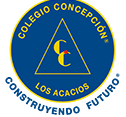 COLEGIO CONCEPCIÓN®
CC
LOS ACACIOS
CONSTRUYENDO FUTURO®